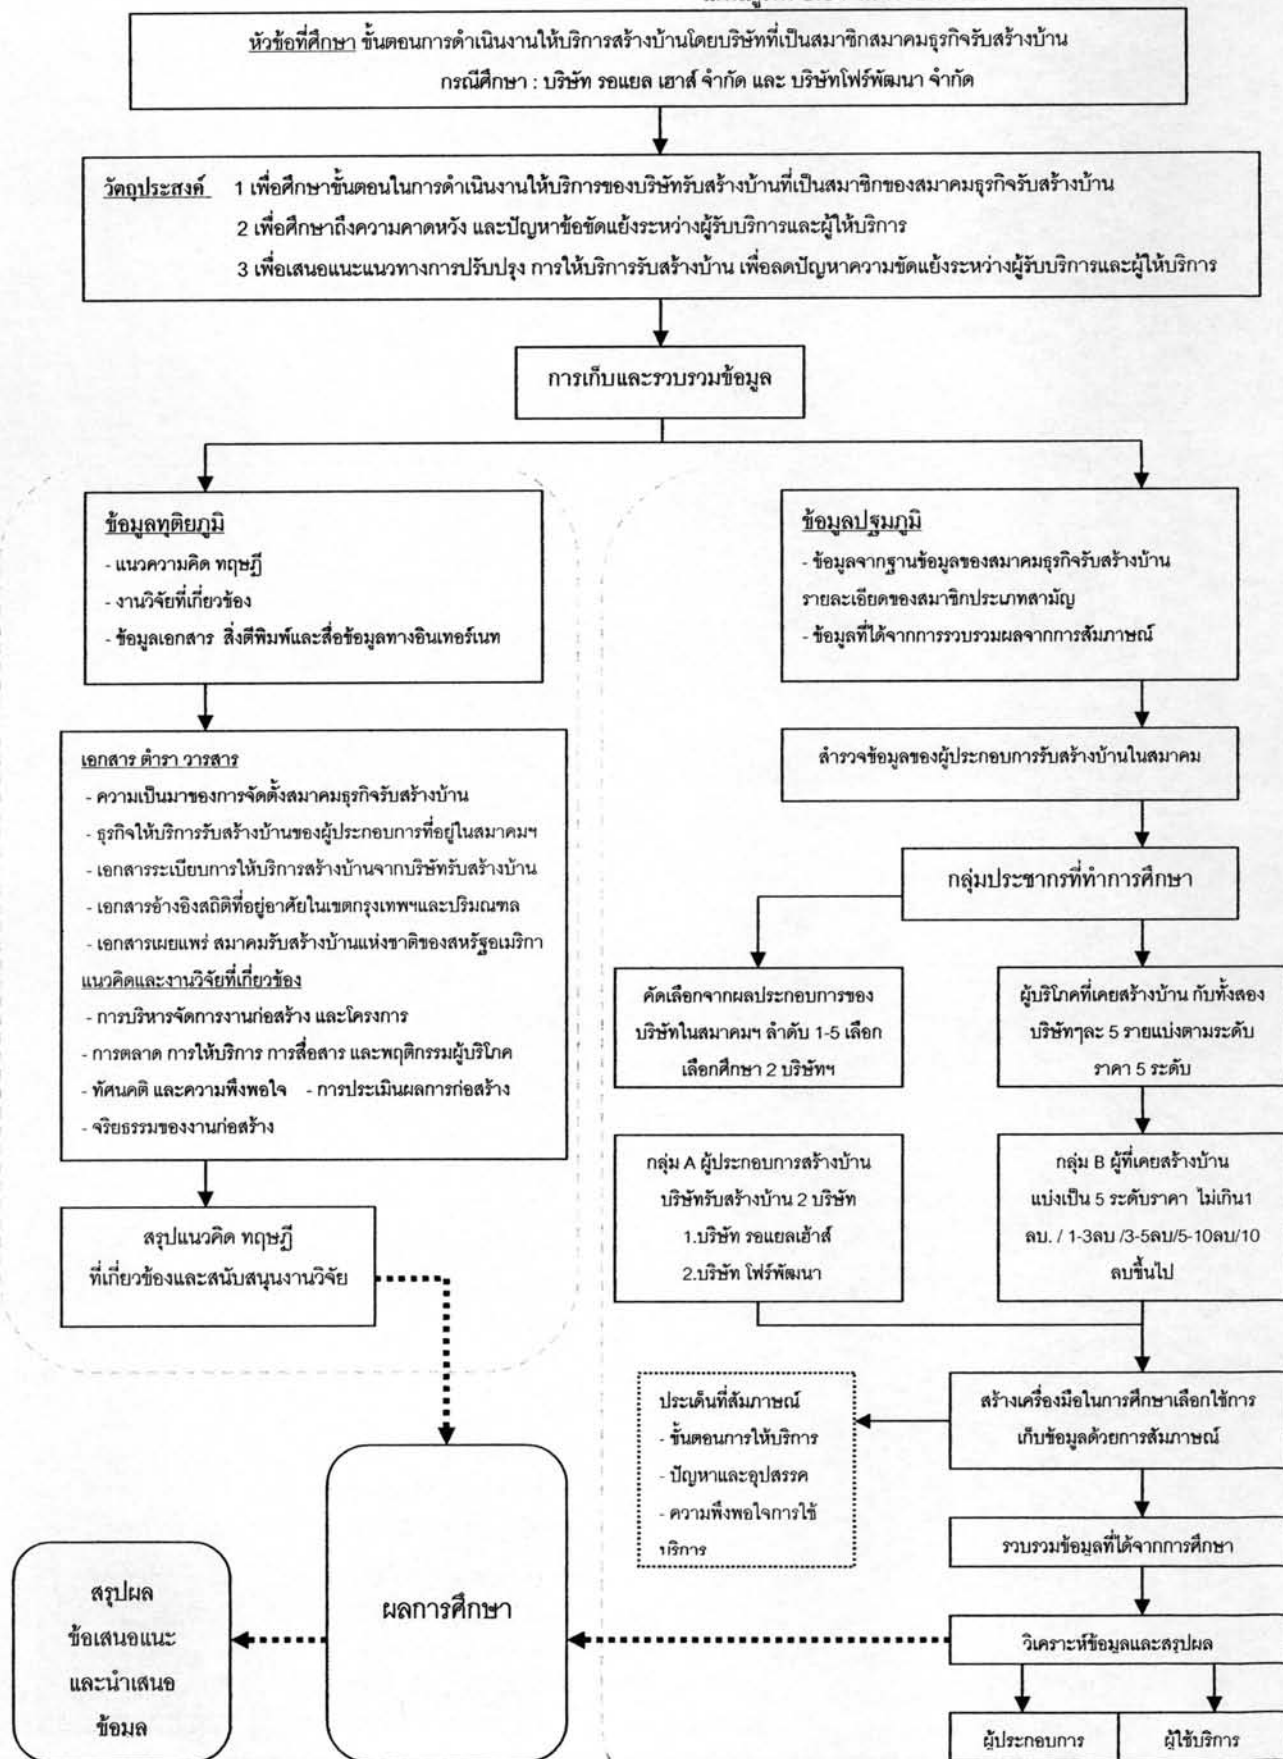 หัวข้อที่ศึกษา ขั้นตอนการดำเนินงานให้บริการสร้างบ้านโดยบริษัทที่เป็นสมาชิกสมาคมธุรกิจรับสร้างบ้าน
กรณีศึกษา : บริษัท รอแยล เฮาส์ จำกัด และ บริษัทโฟร์พัฒนา จำกัด
วัตถุประสงค์ 1 เพื่อศึกษาขั้นตอนในการดำเนินงานให้บริการของบริษัทรับสร้างบ้านที่เป็นสมาชิกของสมาคมธุรกิจรับสร้างบ้าน
2 เพื่อศึกษาถึงความคาดหวัง และปัญหาข้อขัดแย้งระหว่างผู้รับบริการและผู้ให้บริการ
3 เพื่อเสนอแนะแนวทางการปรับปรุง การให้บริการรับสร้างบ้าน เพื่อลดปัญหาความขัดแย้งระหว่างผู้รับบริการและผู้ให้บริการ
การเก็บและรวบรวมข้อมูล
ข้อมูลทุติยภูมิ
- แนวความคิด ทฤษฎี
- งานวิจัยที่เกี่ยวข้อง
- ข้อมูลเอกสาร สิ่งตีพิมพ์และสื่อข้อมูลทางอินเทอร์เนท
เอกสาร ตำรา วารสาร
- ความเป็นมาของการจัดตั้งสมาคมธุรกิจรับสร้างบ้าน
- ธุรกิจให้บริการรับสร้างบ้านของผู้ประกอบการที่อยู่ในสมาคมฯ
- เอกสารระเบียบการให้บริการสร้างบ้านจากบริษัทรับสร้างบ้าน
- เอกสารอ้างอิงสถิติที่อยู่อาศัยในเขตกรุงเทพฯและปริมณฑล
- เอกสารเผยแพร่ สมาคมรับสร้างบ้านแห่งชาติของสหรัฐอเมริกา
แนวคิดและงานวิจัยที่เกี่ยวข้อง
- การบริหารจัดการงานก่อสร้าง และโครงการ
- การตลาด การให้บริการ การสื่อสาร และพฤติกรรมผู้บริโภค
- ทัศนคติ และความพึงพอใจ - การประเมินผลการก่อสร้าง
- จริยธรรมของงานก่อสร้าง
สรุปแนวคิด ทฤษฎี
ที่เกี่ยวข้องและสนับสนุนงานวิจัย
ข้อมูลปฐมภูมิ
- ข้อมูลจากฐานข้อมูลของสมาคมธุรกิจรับสร้างบ้าน
รายละเอียดของสมาชิกประเภทสามัญ
- ข้อมูลที่ได้จากการรวบรวมผลจากการสัมภาษณ์
สำรวจข้อมูลของผู้ประกอบการรับสร้างบ้านในสมาคม
กลุ่มประชากรที่ทำการศึกษา
คัดเลือกจากผลประกอบการของ
บริษัทในสมาคมฯ ลำดับ 1-5 เลือก
เลือกศึกษา 2 บริษัทฯ
ผู้บริโภคที่เคยสร้างบ้าน กับทั้งสอง
บริษัทๆละ 5 รายแบ่งตามระดับ
ราคา 5 ระดับ
กลุ่ม A ผู้ประกอบการสร้างบ้าน
บริษัทรับสร้างบ้าน 2 บริษัท
1.บริษัท รอแยลเฮ้าส์
2.บริษัท โฟร์พัฒนา
กลุ่ม B ผู้ที่เคยสร้างบ้าน
แบ่งเป็น 5 ระดับราคา ไม่เกิน1
ลบ. / 1-3ลบ /3-5ลบ/5-10ลบ/10
ลบขึ้นไป
ประเด็นที่สัมภาษณ์
- ขั้นตอนการให้บริการ
- ปัญหาและอุปสรรค
- ความพึงพอใจการใช้
บริการ
สร้างเครื่องมือในการศึกษาเลือกใช้การ
เก็บข้อมูลด้วยการสัมภาษณ์
รวบรวมข้อมูลที่ได้จากการศึกษา
วิเคราะห์ข้อมูลและสรุปผล
ผู้ประกอบการ
ผู้ใช้บริการ
ผลการศึกษา
สรุปผล
ข้อเสนอแนะ
และนำเสนอ
ข้อมูล